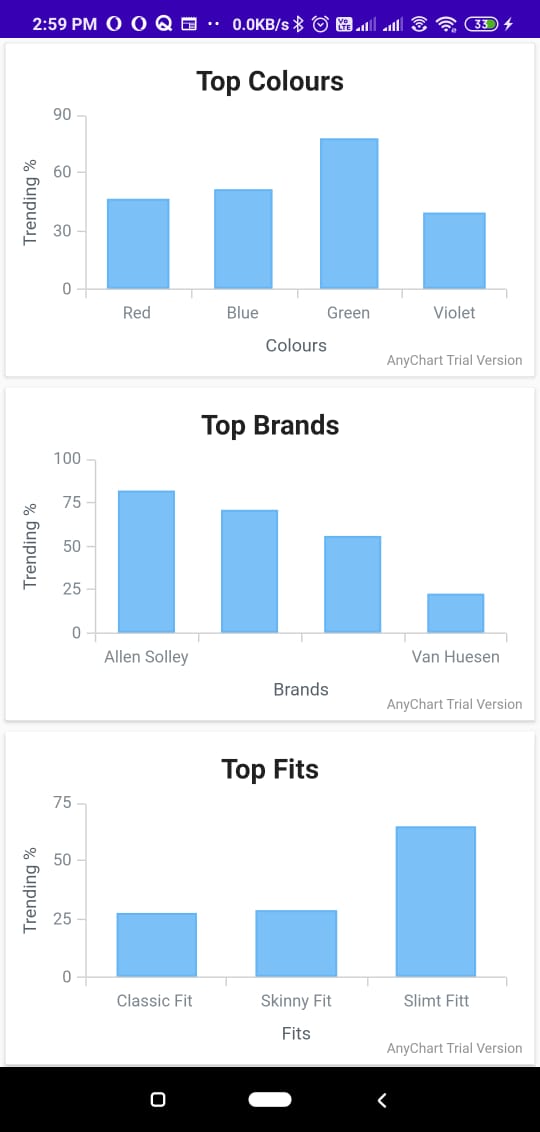 2:59 PM 0.0KB/s Vo LTE 33
Top Colours
Trending %
90
60
30
0
Red Blue Green Violet
Colours
AnyChart Trial Version
Top Brands
Trending %
100
75
50
25
0
Allen Solley Van Huesen
Brands
AnyChart Trial Version
Top Fits
Trending %
75
50
25
0
Classic Fit Skinny Fit Slimt Fitt
Fits
AnyChart Trial Version